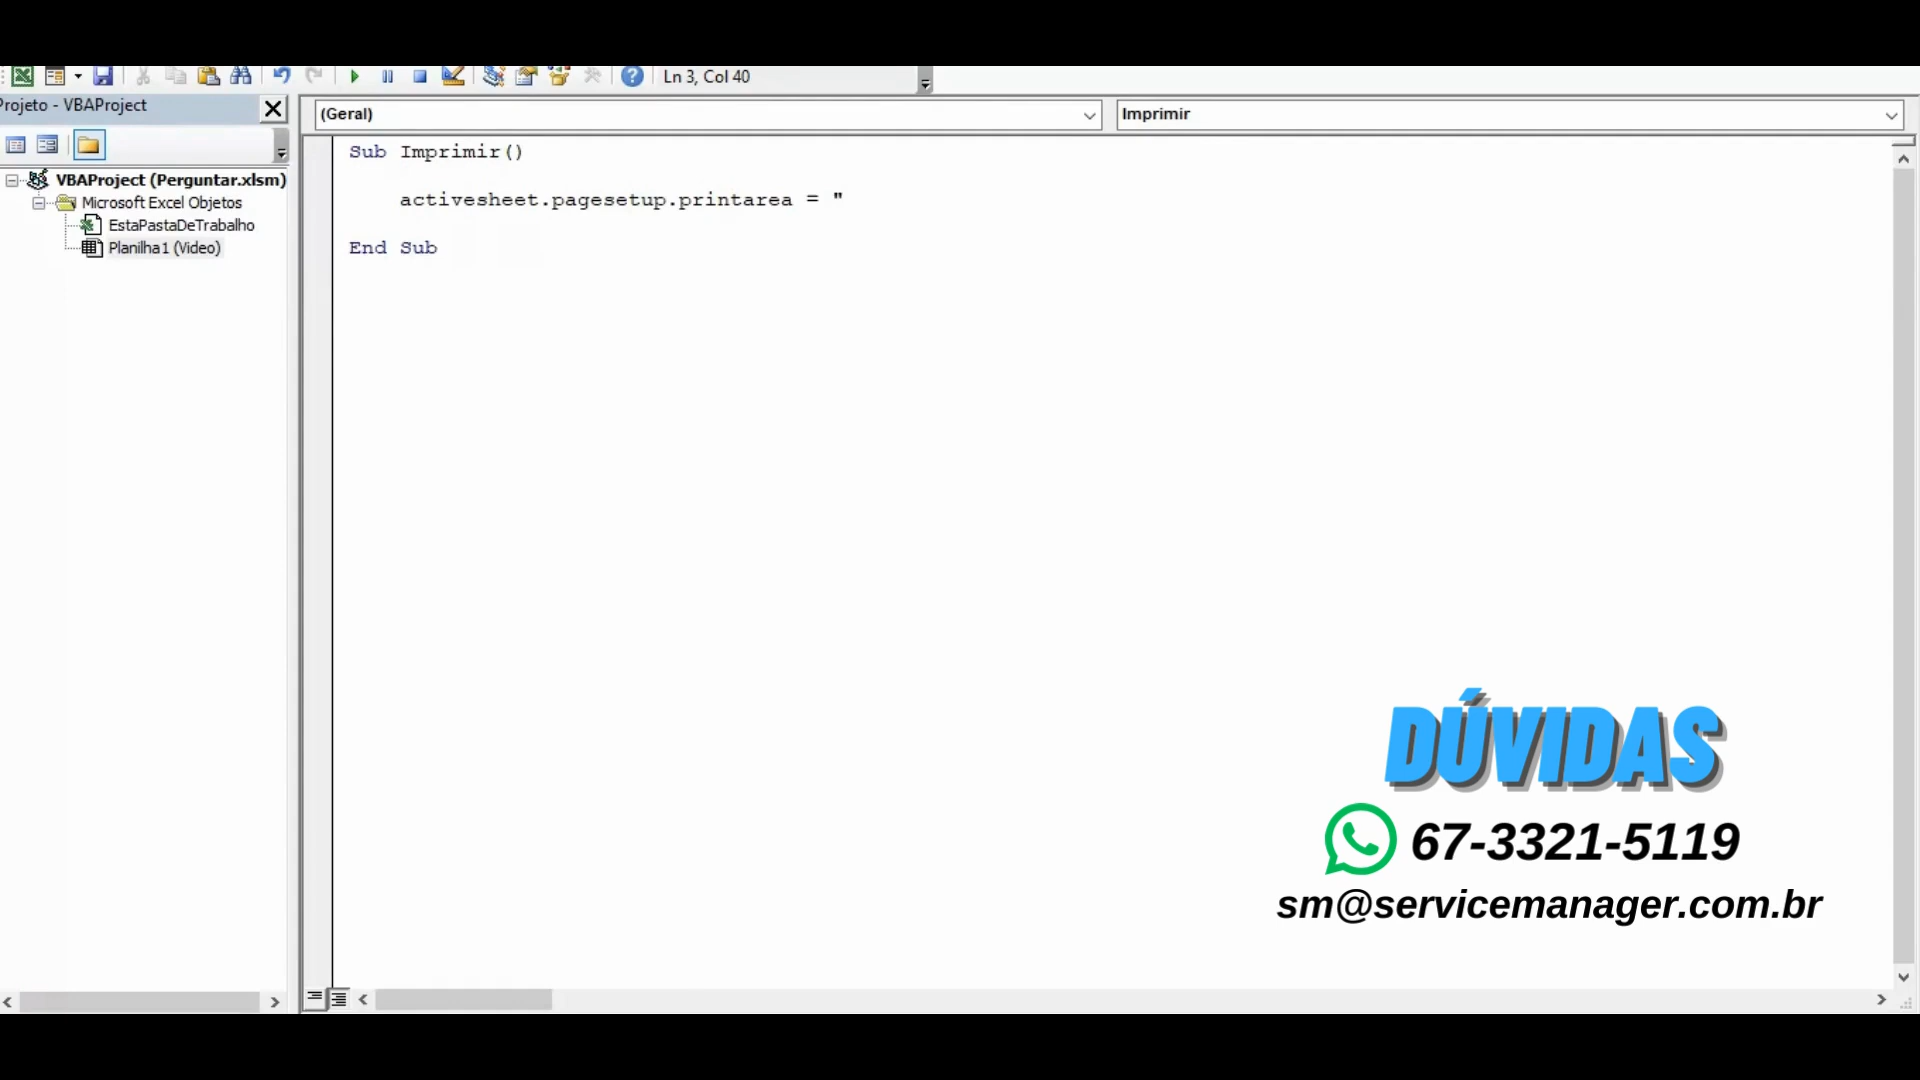 Ln 3, Col 40
Projeto - VBAProject
(Geral)
Imprimir
VBAProject (Perguntar.xlsm)
Microsoft Excel Objetos
EstaPastaDeTrabalho
Planilha1 (Video)
Sub Imprimir()
activesheet.pagesetup.printarea = "
End Sub
DÚVIDAS
67-3321-5119
sm@servicemanager.com.br